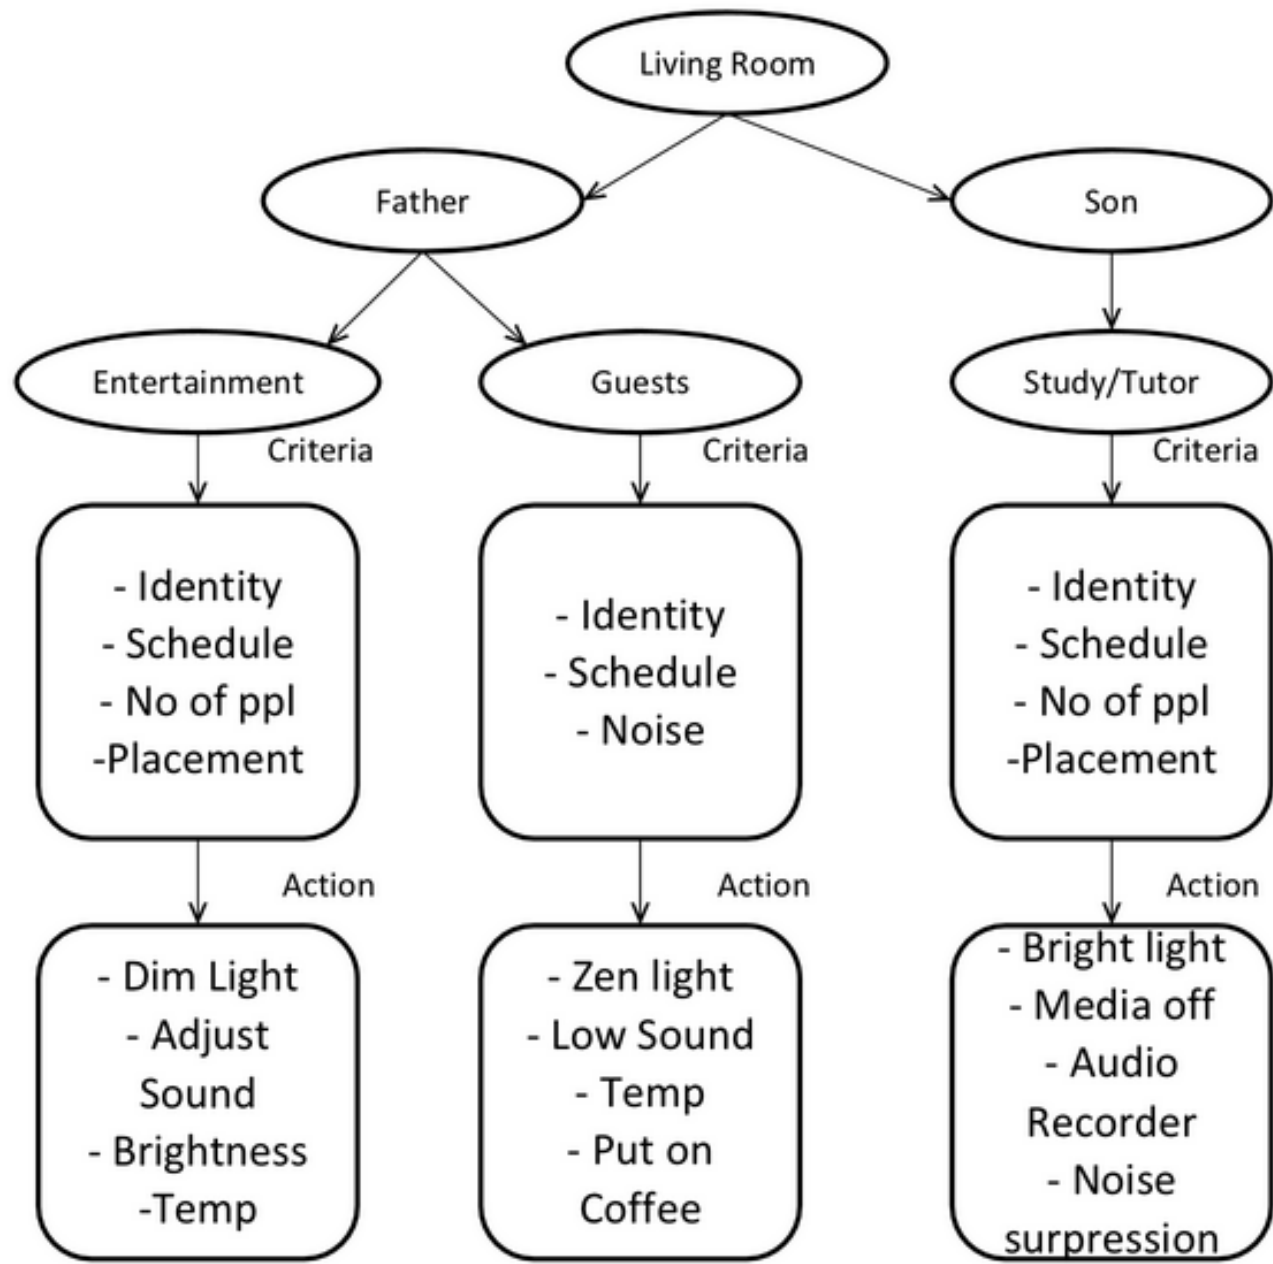 Living Room
Father
Son
Entertainment
Guests
Study/Tutor
Criteria
Criteria
Criteria
- Identity
- Schedule
- No of ppl
-Placement
- Identity
- Schedule
- Noise
- Identity
- Schedule
- No of ppl
-Placement
Action
Action
Action
- Dim Light
- Adjust
Sound
- Brightness
-Temp
- Zen light
- Low Sound
- Temp
- Put on
Coffee
- Bright light
- Media off
- Audio
Recorder
- Noise
surpression